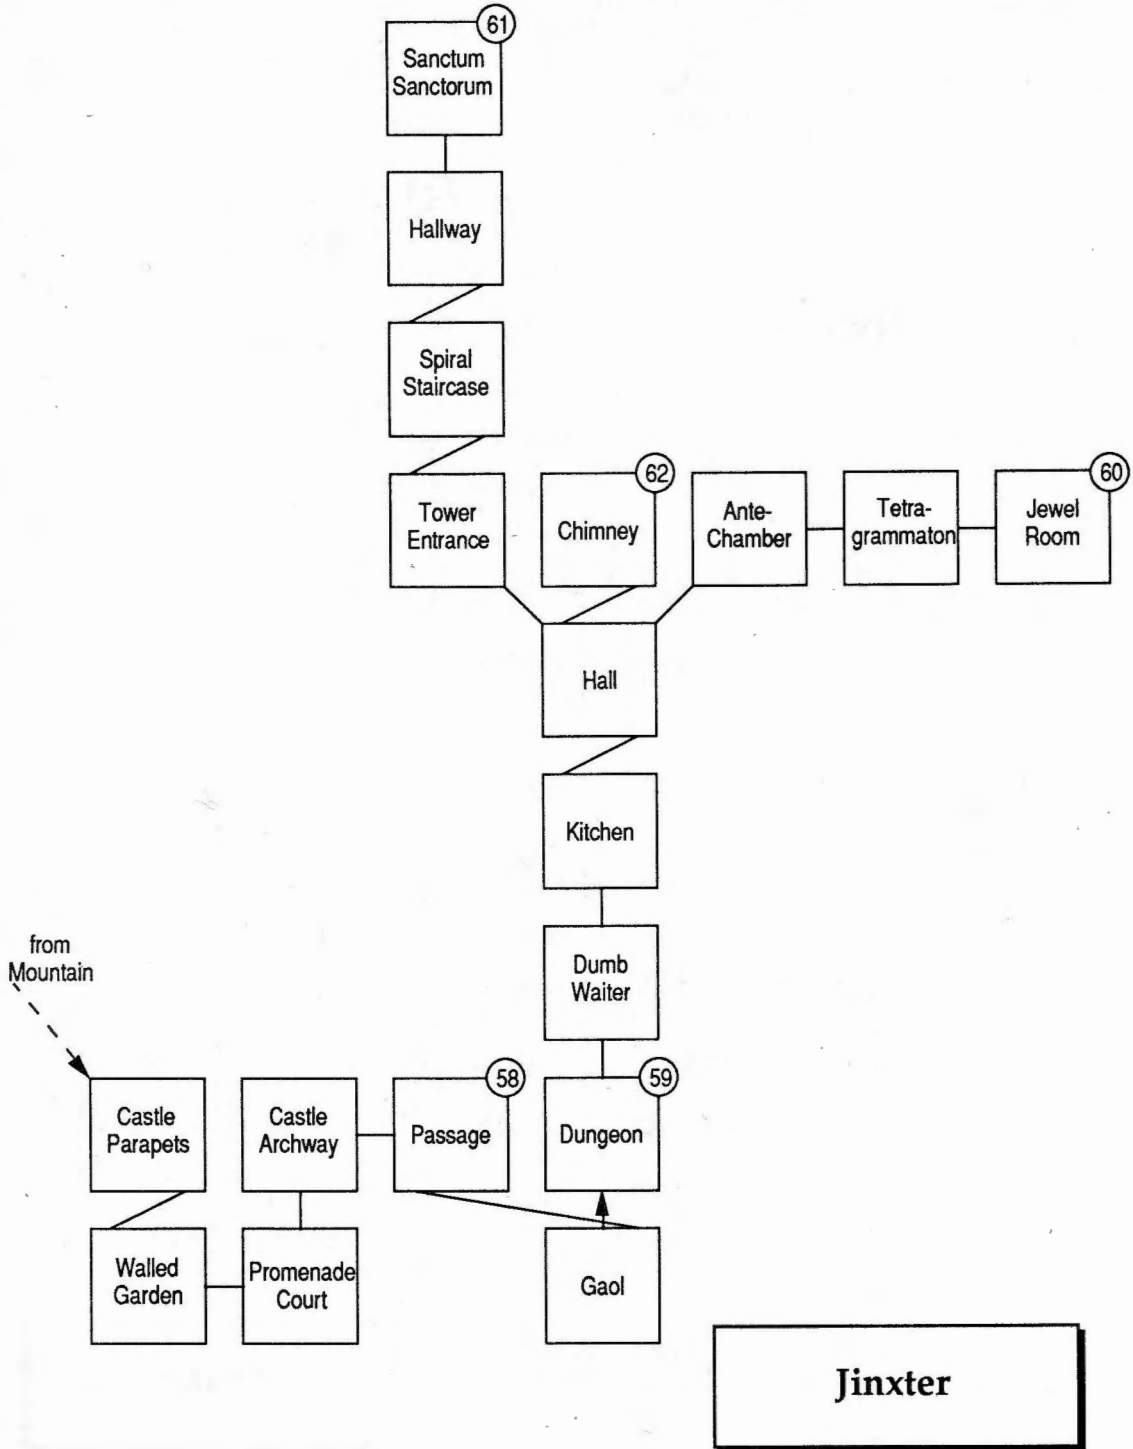 61
Sanctum
Sanctorum
Hallway
Spiral
Staircase
Tower
Entrance
62
Chimney
Ante-
Chamber
Tetra-
grammaton
60
Jewel
Room
Hall
Kitchen
from
Mountain
Dumb
Waiter
Castle
Parapets
Castle
Archway
58
Passage
59
Dungeon
Walled
Garden
Promenade
Court
Gaol
Jinxter